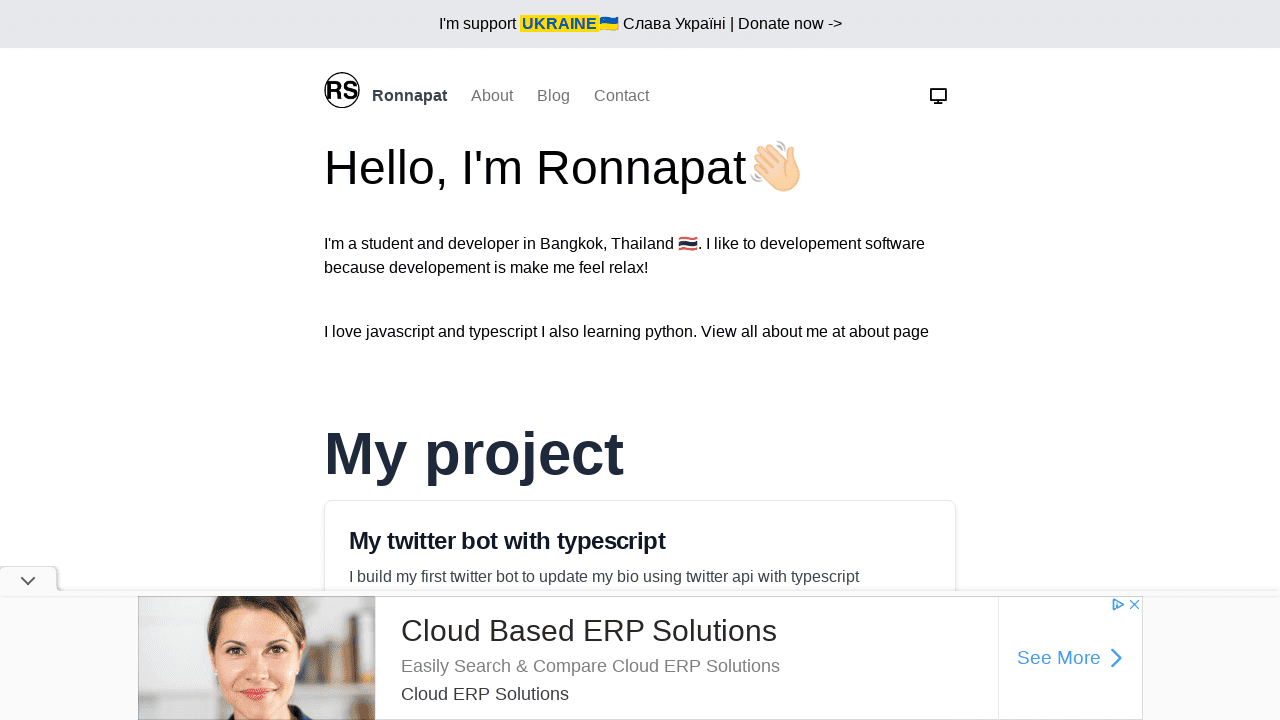 I'm support UKRAINE🇺🇦 Слава Україні | Donate now ->
RS Ronnapat About Blog Contact
Hello, I'm Ronnapat👋🏻
I'm a student and developer in Bangkok, Thailand 🇹🇭. I like to developement software
because developement is make me feel relax!
I love javascript and typescript I also learning python. View all about me at about page
My project
My twitter bot with typescript
I build my first twitter bot to update my bio using twitter api with typescript
Cloud Based ERP Solutions
Easily Search & Compare Cloud ERP Solutions
Cloud ERP Solutions
See More